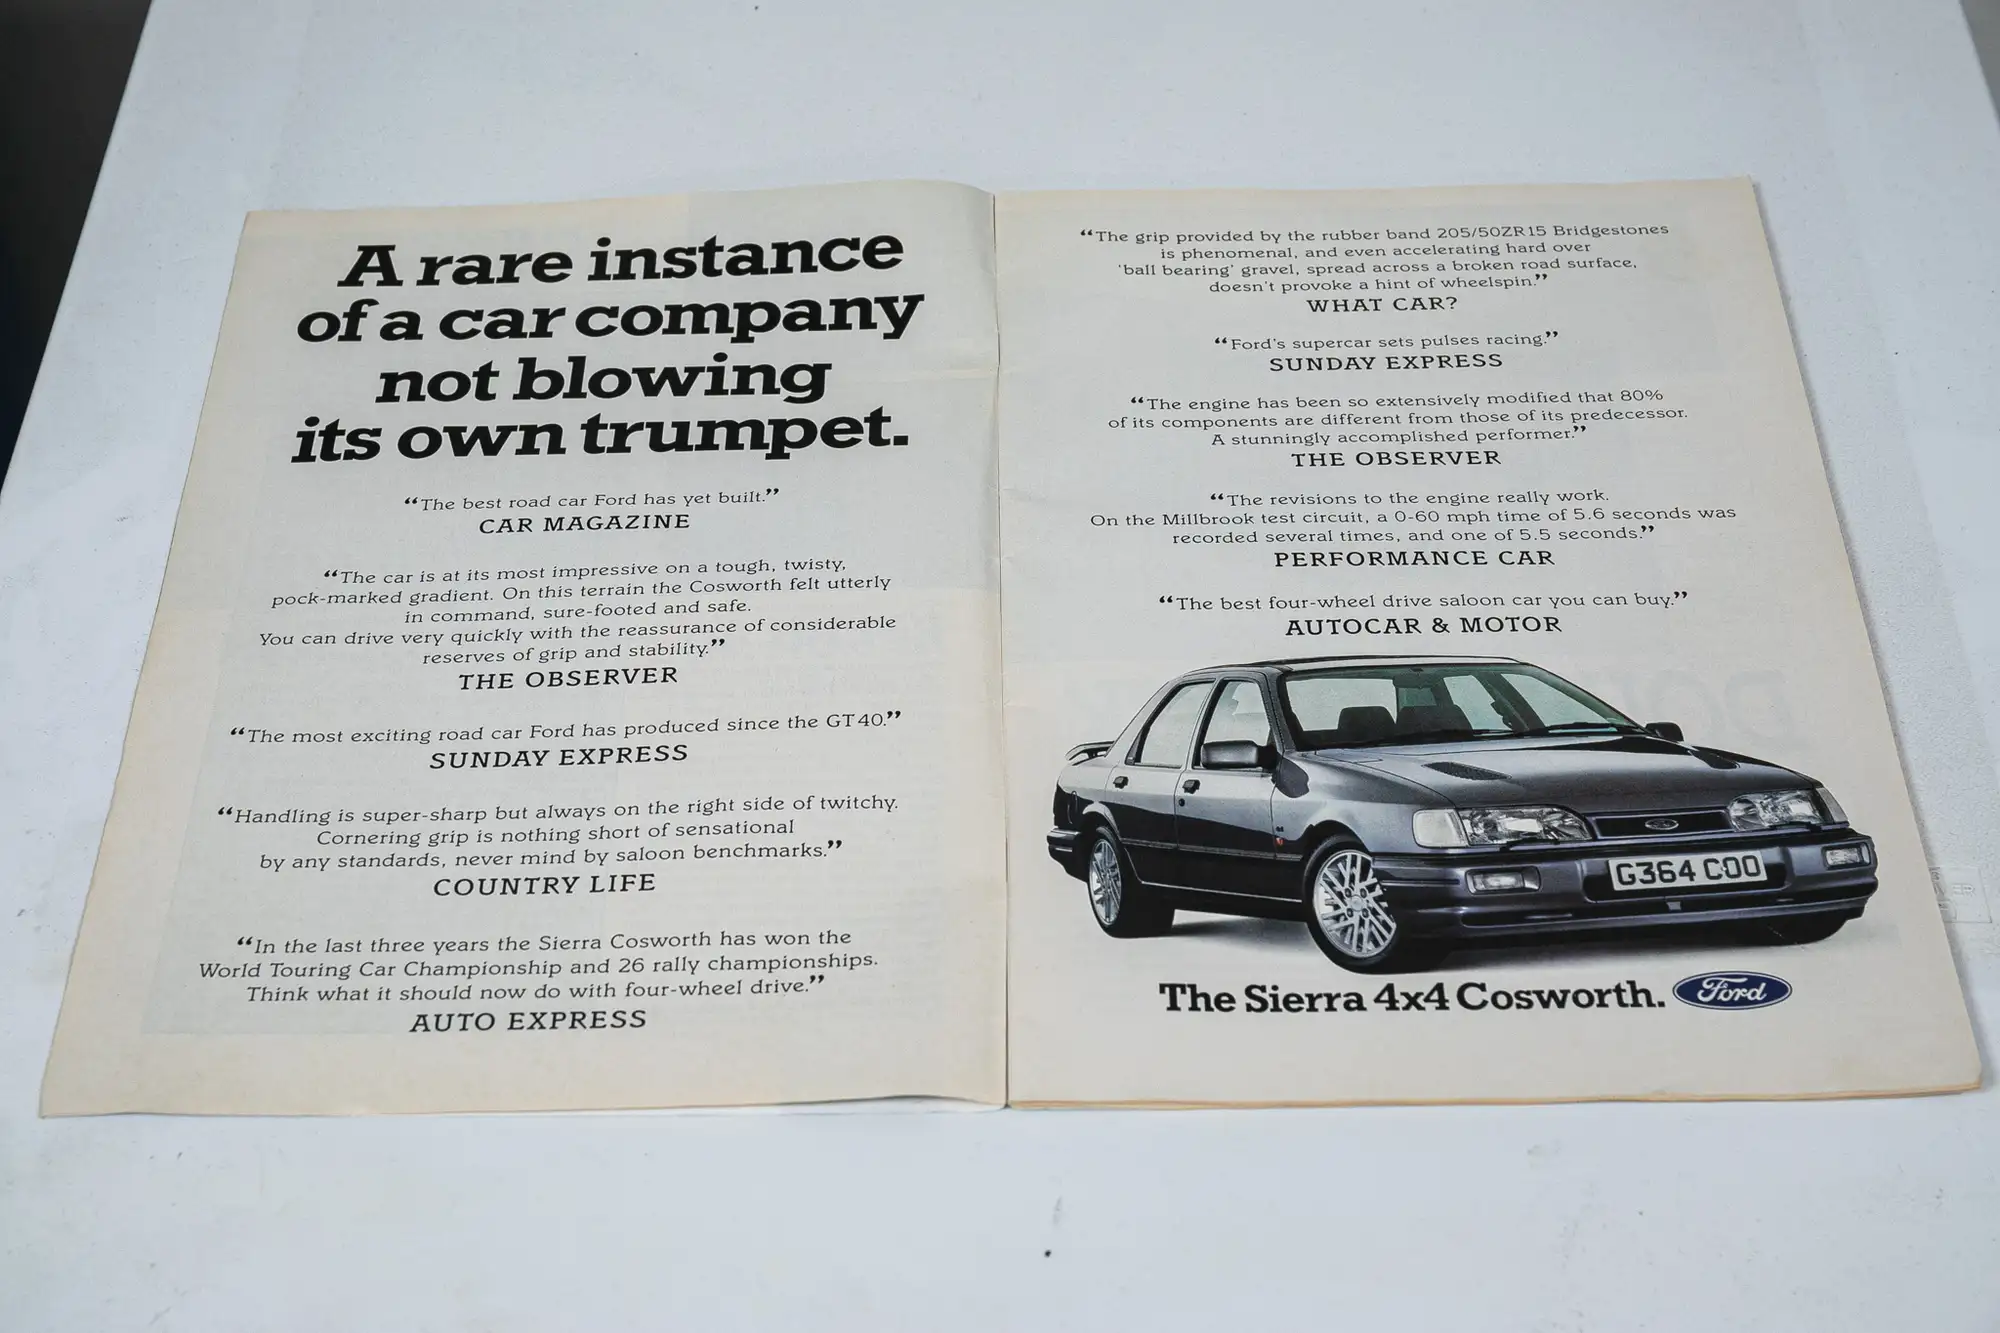 A rare instance
of a car company
not blowing
its own trumpet.
“The best road car Ford has yet built.”
CAR MAGAZINE
“The car is at its most impressive on a tough, twisty,
pock-marked gradient. On this terrain the Cosworth felt utterly
in command, sure-footed and safe.
You can drive very quickly with the reassurance of considerable
reserves of grip and stability.”
THE OBSERVER
“The most exciting road car Ford has produced since the GT40.”
SUNDAY EXPRESS
“Handling is super-sharp but always on the right side of twitchy.
Cornering grip is nothing short of sensational
by any standards, never mind by saloon benchmarks.”
COUNTRY LIFE
“In the last three years the Sierra Cosworth has won the
World Touring Car Championship and 26 rally championships.
Think what it should now do with four-wheel drive.”
AUTO EXPRESS
“The grip provided by the rubber band 205/50ZR15 Bridgestones
is phenomenal, and even accelerating hard over
'ball bearing' gravel, spread across a broken road surface,
doesn't provoke a hint of wheelspin.”
WHAT CAR?
“Ford's supercar sets pulses racing.”
SUNDAY EXPRESS
“The engine has been so extensively modified that 80%
of its components are different from those of its predecessor.
A stunningly accomplished performer.”
THE OBSERVER
“The revisions to the engine really work.
On the Millbrook test circuit, a 0-60 mph time of 5.6 seconds was
recorded several times, and one of 5.5 seconds.”
PERFORMANCE CAR
“The best four-wheel drive saloon car you can buy.”
AUTOCAR & MOTOR
G364 COO
The Sierra 4x4 Cosworth. Ford